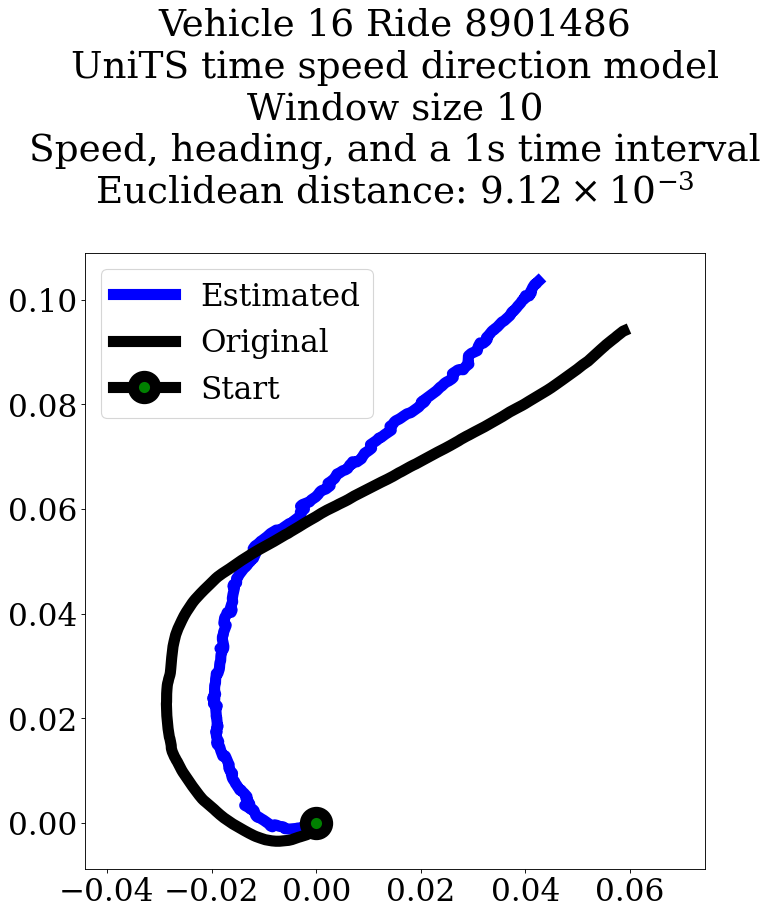 Vehicle 16 Ride 8901486
UniTS time speed direction model
Window size 10
Speed, heading, and a 1s time interval
Euclidean distance: 9.12 × 10⁻³
Estimated
Original
Start
0.10
0.08
0.06
0.04
0.02
0.00
−0.04 −0.02 0.00 0.02 0.04 0.06